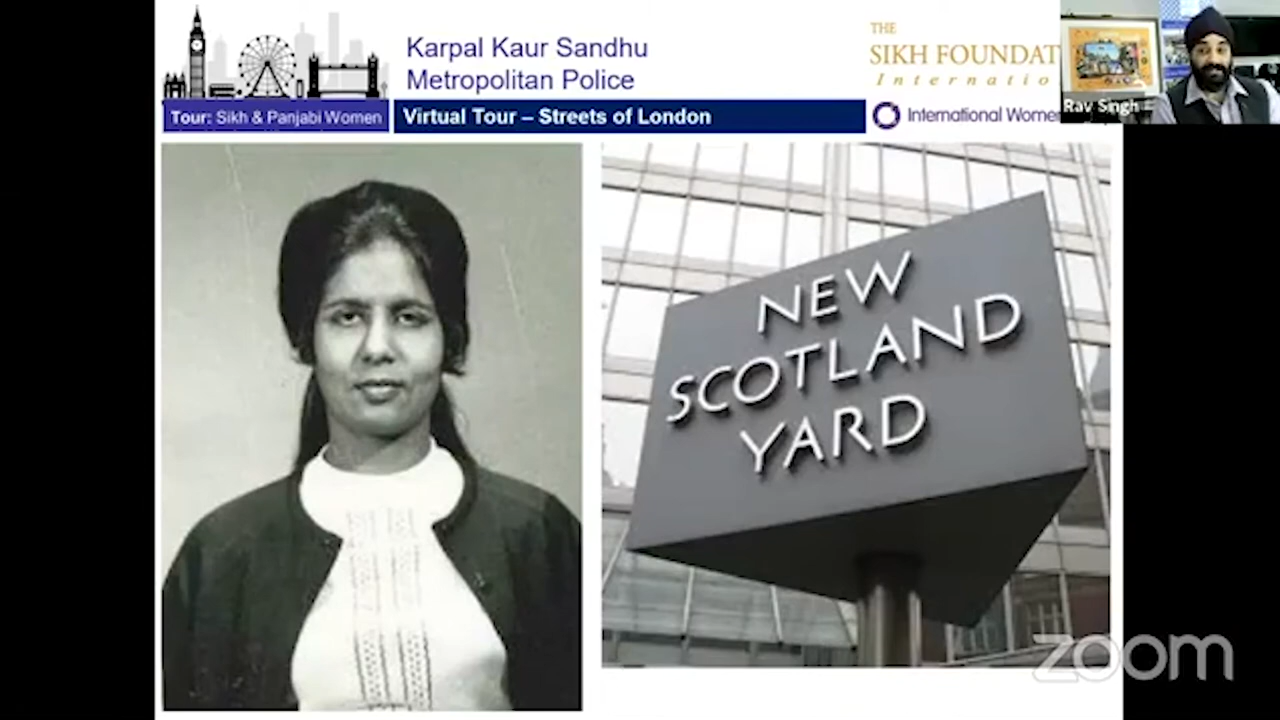 Karpal Kaur Sandhu
Metropolitan Police
Tour: Sikh & Panjabi Women
Virtual Tour – Streets of London
THE
SIKH FOUNDAT
Internatio
International Women
Rav Singh
NEW
SCOTLAND
YARD
zoom